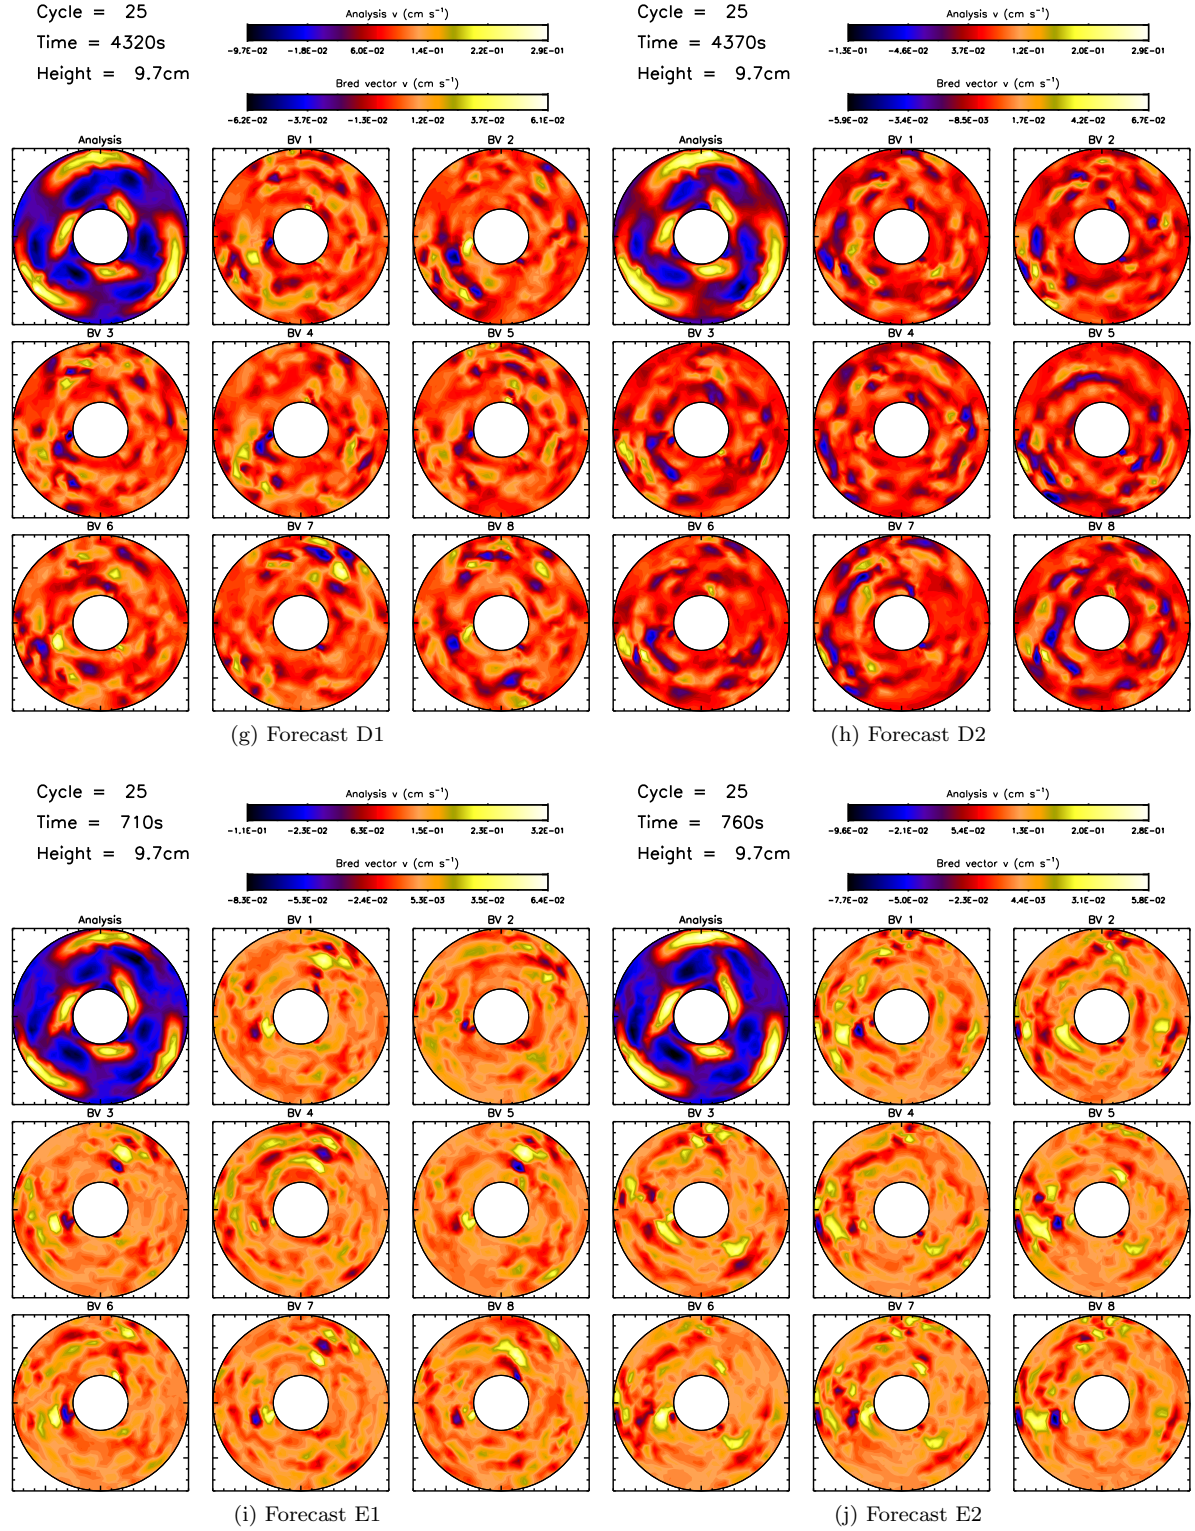 Cycle = 25
Time = 4320s
Height = 9.7cm
Analysis v (cm s⁻¹)
-9.7E-02 -1.8E-02 6.0E-02 1.4E-01 2.2E-01 2.9E-01
Bred vector v (cm s⁻¹)
-6.2E-02 -3.7E-02 -1.3E-02 1.2E-02 3.7E-02 6.1E-02
Analysis BV 1 BV 2
BV 3 BV 4 BV 5
BV 6 BV 7 BV 8
(g) Forecast D1
Cycle = 25
Time = 4370s
Height = 9.7cm
Analysis v (cm s⁻¹)
-1.3E-01 -4.6E-02 3.7E-02 1.2E-01 2.0E-01 2.9E-01
Bred vector v (cm s⁻¹)
-5.9E-02 -3.4E-02 -8.5E-03 1.7E-02 4.2E-02 6.7E-02
Analysis BV 1 BV 2
BV 3 BV 4 BV 5
BV 6 BV 7 BV 8
(h) Forecast D2
Cycle = 25
Time = 710s
Height = 9.7cm
Analysis v (cm s⁻¹)
-1.1E-01 -2.3E-02 6.3E-02 1.5E-01 2.3E-01 3.2E-01
Bred vector v (cm s⁻¹)
-8.3E-02 -5.3E-02 -2.4E-02 5.3E-03 3.5E-02 6.4E-02
Analysis BV 1 BV 2
BV 3 BV 4 BV 5
BV 6 BV 7 BV 8
(i) Forecast E1
Cycle = 25
Time = 760s
Height = 9.7cm
Analysis v (cm s⁻¹)
-9.6E-02 -2.1E-02 5.4E-02 1.3E-01 2.0E-01 2.8E-01
Bred vector v (cm s⁻¹)
-7.7E-02 -5.0E-02 -2.3E-02 4.4E-03 3.1E-02 5.8E-02
Analysis BV 1 BV 2
BV 3 BV 4 BV 5
BV 6 BV 7 BV 8
(j) Forecast E2